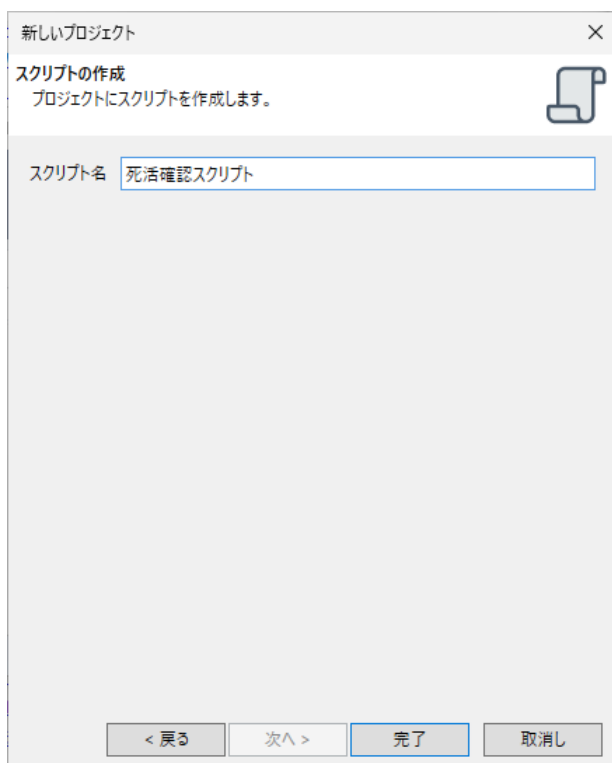 新しいプロジェクト
スクリプトの作成
プロジェクトにスクリプトを作成します。
スクリプト名 死活確認スクリプト
< 戻る 次へ > 完了 取消し